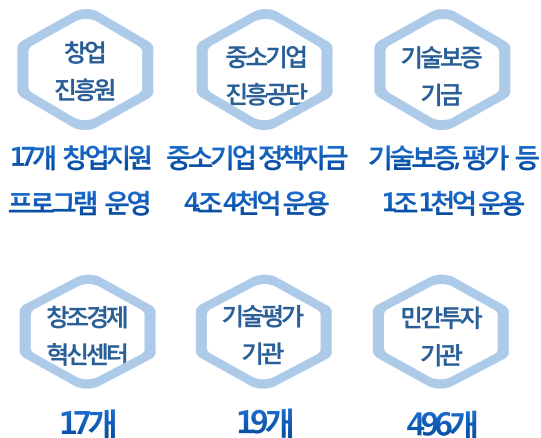 창업
진흥원
중소기업
진흥공단
기술보증
기금
17개 창업지원
프로그램 운영
중소기업 정책자금
4조 4천억 운용
기술보증, 평가 등
1조 1천억 운용
창조경제
혁신센터
기술평가
기관
민간투자
기관
17개
19개
496개